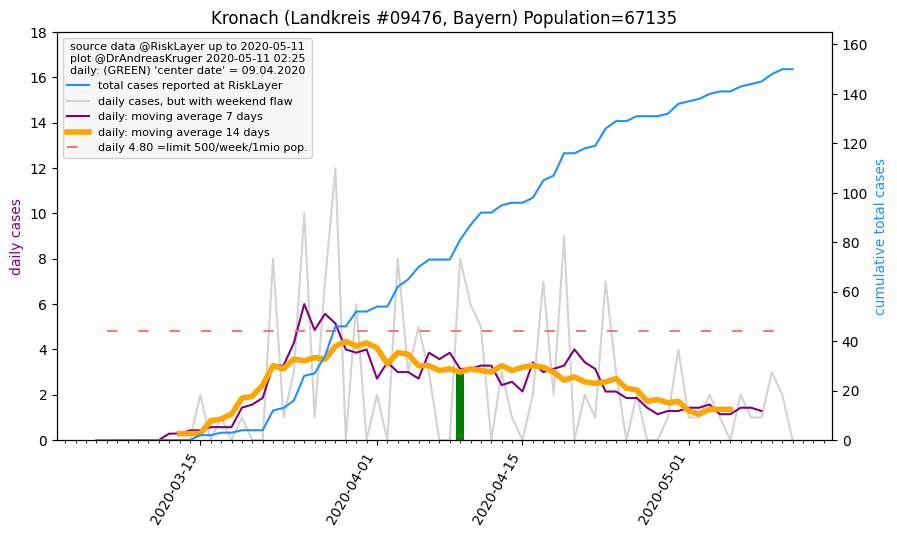 Kronach (Landkreis #09476, Bayern) Population=67135
source data @RiskLayer up to 2020-05-11
plot @DrAndreasKruger 2020-05-11 02:25
daily: (GREEN) 'center date' = 09.04.2020
total cases reported at RiskLayer
daily cases, but with weekend flaw
daily: moving average 7 days
daily: moving average 14 days
daily 4.80 =limit 500/week/1mio pop.
daily cases
18
16
14
12
10
8
6
4
2
0
160
140
120
100
80
60
40
20
0
cumulative total cases
2020-03-15
2020-04-01
2020-04-15
2020-05-01